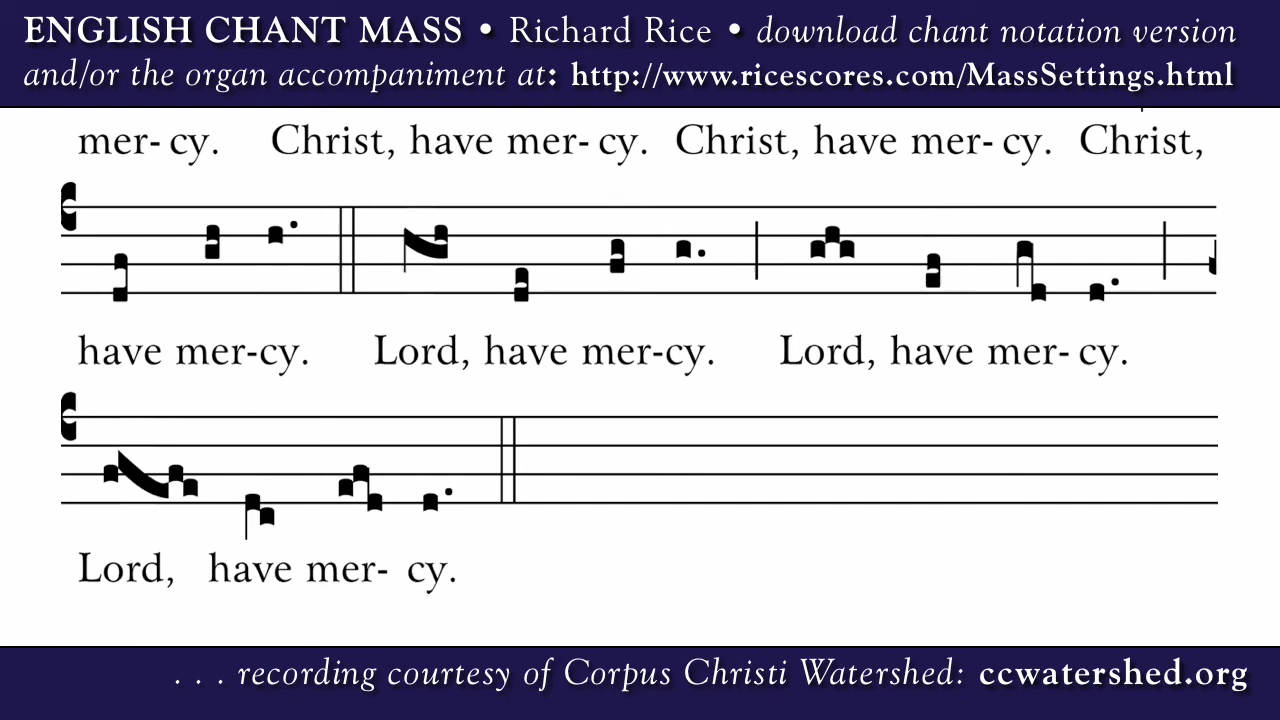 ENGLISH CHANT MASS • Richard Rice • download chant notation version
and/or the organ accompaniment at: http://www.ricescores.com/MassSettings.html
mer- cy. Christ, have mer- cy. Christ, have mer- cy. Christ,
have mer-cy. Lord, have mer-cy. Lord, have mer- cy.
Lord, have mer- cy.
. . . recording courtesy of Corpus Christi Watershed: ccwatershed.org